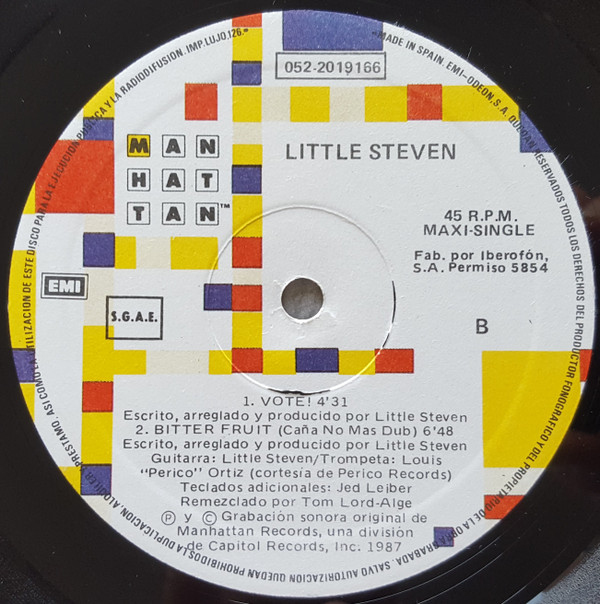 "MADE IN SPAIN. EMI-ODEON, S.A. QUEDAN RESERVADOS TODOS LOS DERECHOS DEL PRODUCTOR FONOGRAFICO Y DEL PROPIETARIO DE LA OBRA GRABADA. SALVO AUTORIZACION QUEDAN PROHIBIDOS LA DUPLICACION, ALQUILER Y PRESTAMO, ASI COMO LA UTILIZACION DE ESTE DISCO PARA LA EJECUCION PUBLICA Y LA RADIODIFUSION. IMP. LUJO, 126."
052-2019166
MAN
HAT
TAN™
LITTLE STEVEN
45 R.P.M.
MAXI-SINGLE
Fab. por Iberofón,
S.A. Permiso 5854
EMI
S.G.A.E.
B
1. VOTE! 4'31
Escrito, arreglado y producido por Little Steven
2. BITTER FRUIT (Caña No Mas Dub) 6'48
Escrito, arreglado y producido por Little Steven
Guitarra: Little Steven/Trompeta: Louis
"Perico" Ortiz (cortesía de Perico Records)
Teclados adicionales: Jed Leiber
Remezclado por Tom Lord-Alge
Ⓟ y © Grabación sonora original de
Manhattan Records, una división
de Capitol Records, Inc. 1987